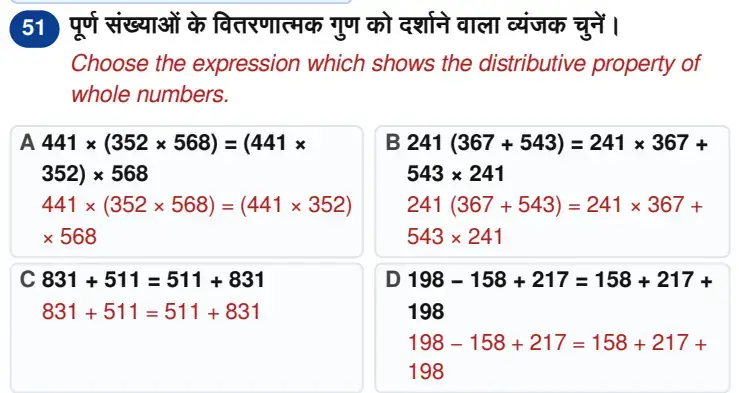 51 पूर्ण संख्याओं के वितरणात्मक गुण को दर्शाने वाला व्यंजक चुनें।
Choose the expression which shows the distributive property of
whole numbers.
A 441 × (352 × 568) = (441 ×
352) × 568
441 × (352 × 568) = (441 × 352)
× 568
B 241 (367 + 543) = 241 × 367 +
543 × 241
241 (367 + 543) = 241 × 367 +
543 × 241
C 831 + 511 = 511 + 831
831 + 511 = 511 + 831
D 198 − 158 + 217 = 158 + 217 +
198
198 − 158 + 217 = 158 + 217 +
198